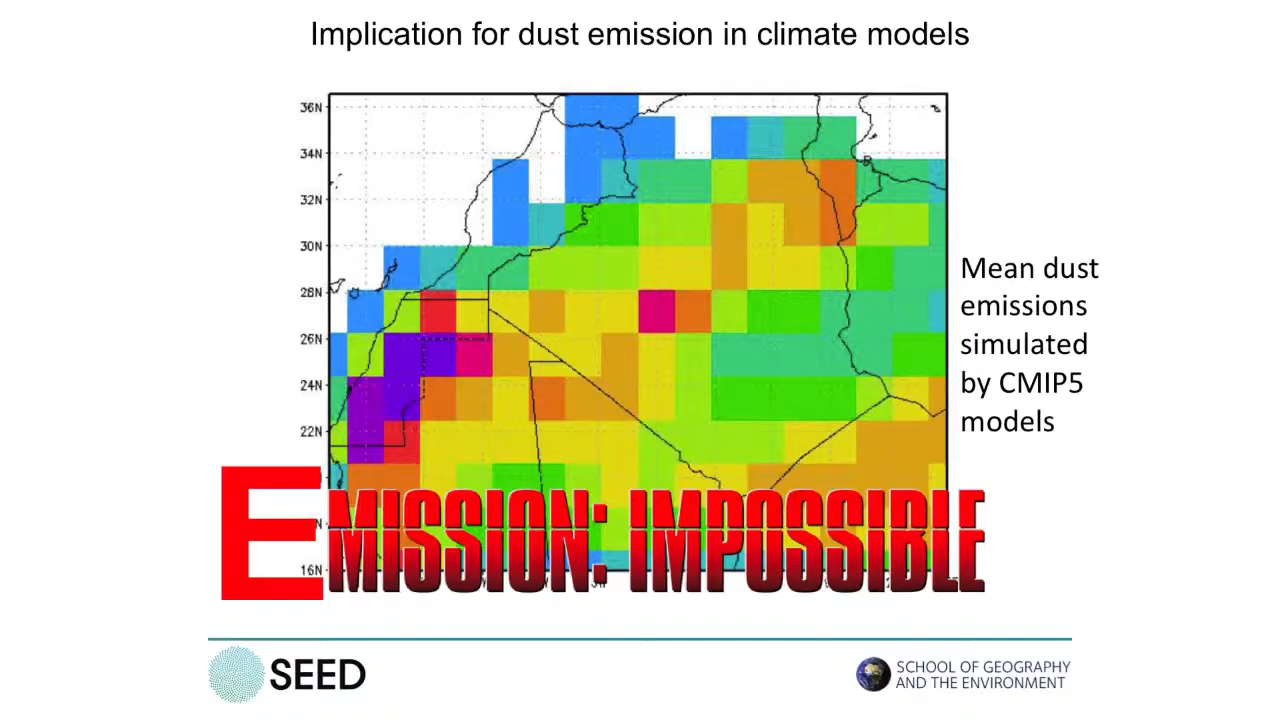 Implication for dust emission in climate models
36N
34N
32N
30N
28N
26N
24N
22N
16N
Mean dust
emissions
simulated
by CMIP5
models
EMISSION: IMPOSSIBLE
SEED
SCHOOL OF GEOGRAPHY
AND THE ENVIRONMENT